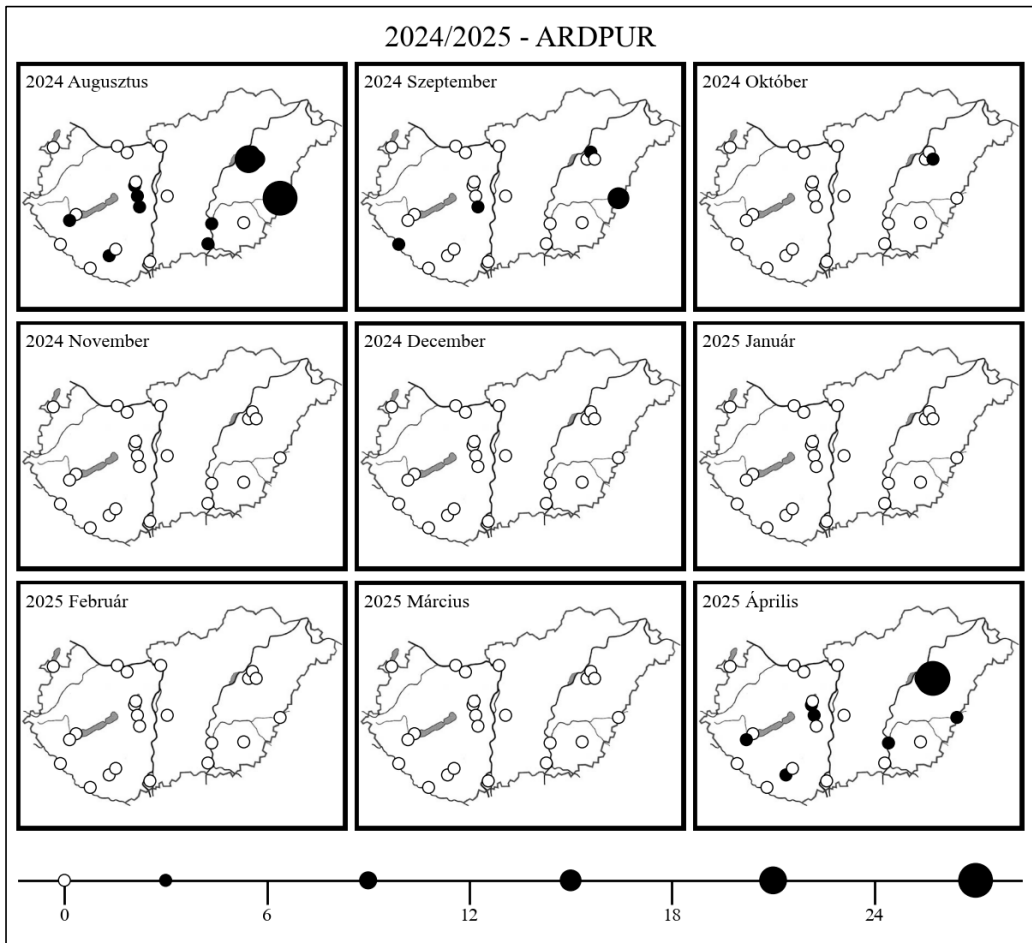 2024/2025 - ARDPUR
2024 Augusztus
2024 Szeptember
2024 Október
2024 November
2024 December
2025 Január
2025 Február
2025 Március
2025 Április
0 6 12 18 24